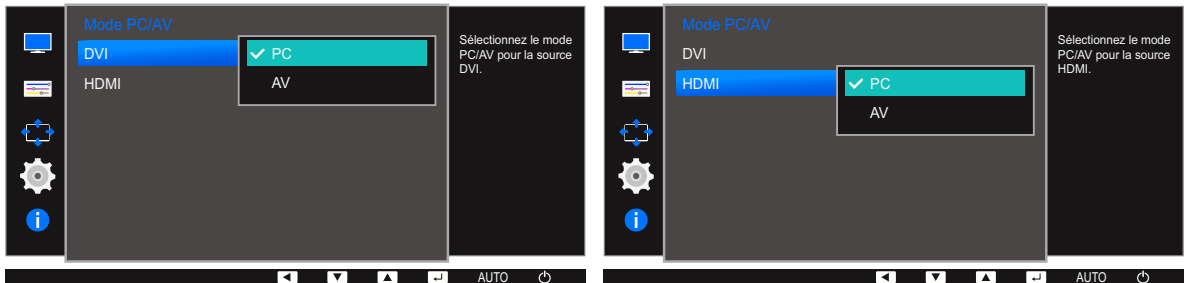 Mode PC/AV
DVI
PC
HDMI
AV
Sélectionnez le mode
PC/AV pour la source
DVI.
AUTO
Mode PC/AV
DVI
HDMI
PC
AV
Sélectionnez le mode
PC/AV pour la source
HDMI.
AUTO